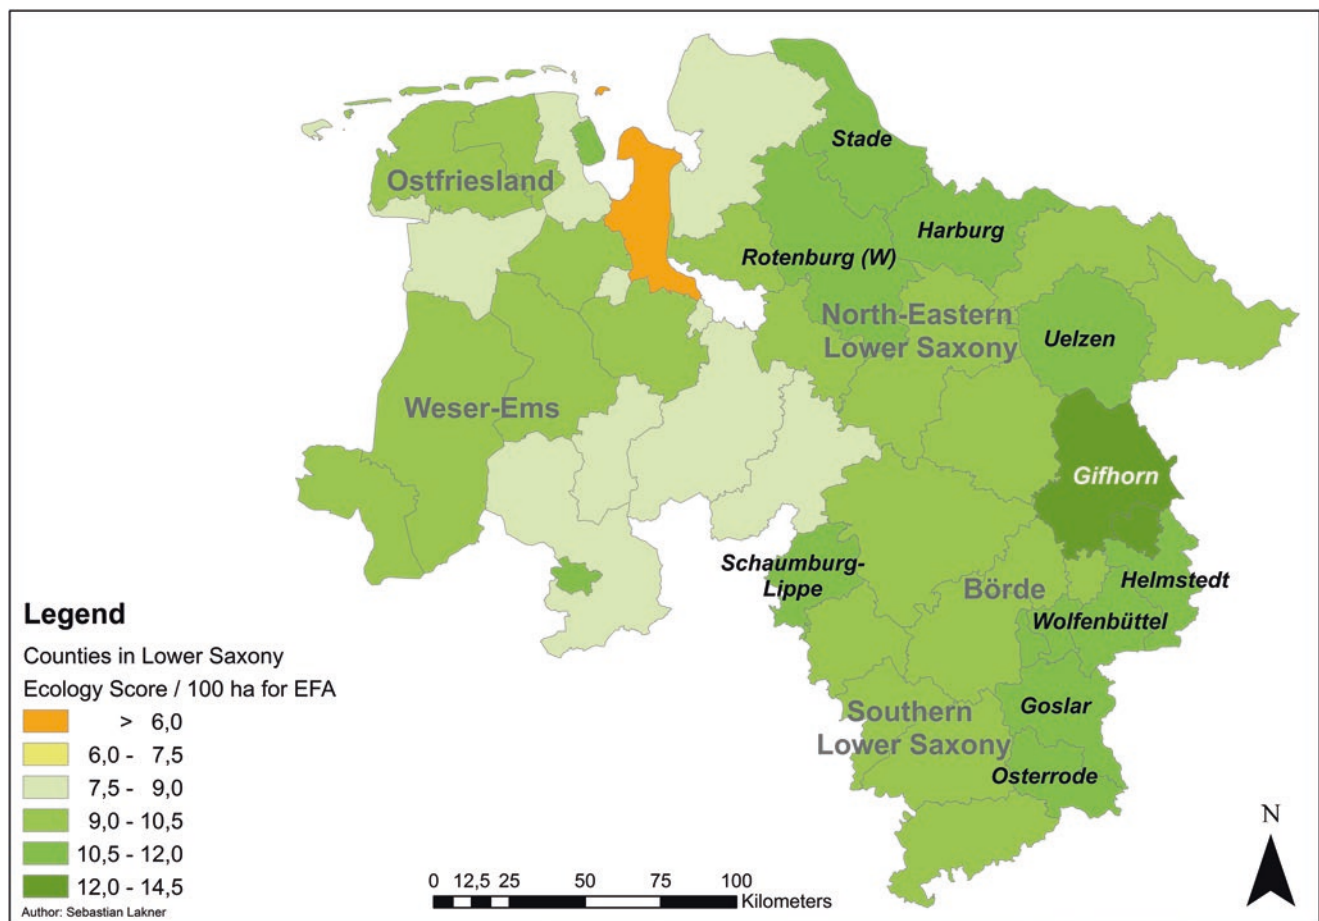 Stade
Ostfriesland
Harburg
Rotenburg (W)
North-Eastern
Lower Saxony
Uelzen
Weser-Ems
Gifhorn
Schaumburg-
Lippe
Börde
Helmstedt
Wolfenbüttel
Goslar
Southern
Lower Saxony
Osterrode
Legend
Counties in Lower Saxony
Ecology Score / 100 ha for EFA
> 6,0
6,0 - 7,5
7,5 - 9,0
9,0 - 10,5
10,5 - 12,0
12,0 - 14,5
Author: Sebastian Lakner
0 12,5 25 50 75 100
Kilometers
N